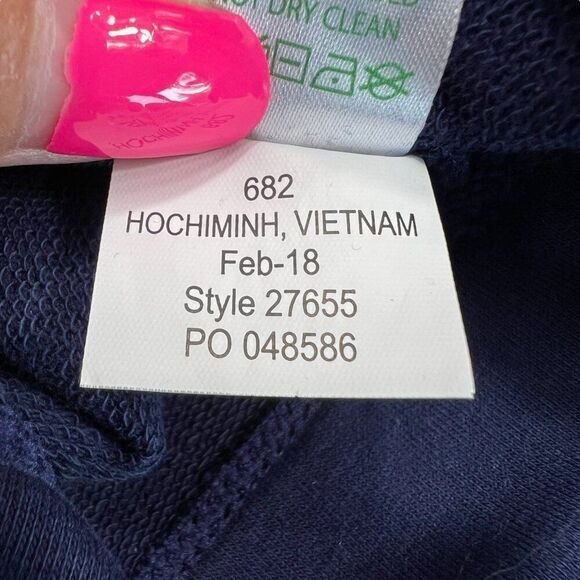 DRY CLEAN
682
HOCHIMINH, VIETNAM
Feb-18
Style 27655
PO 048586